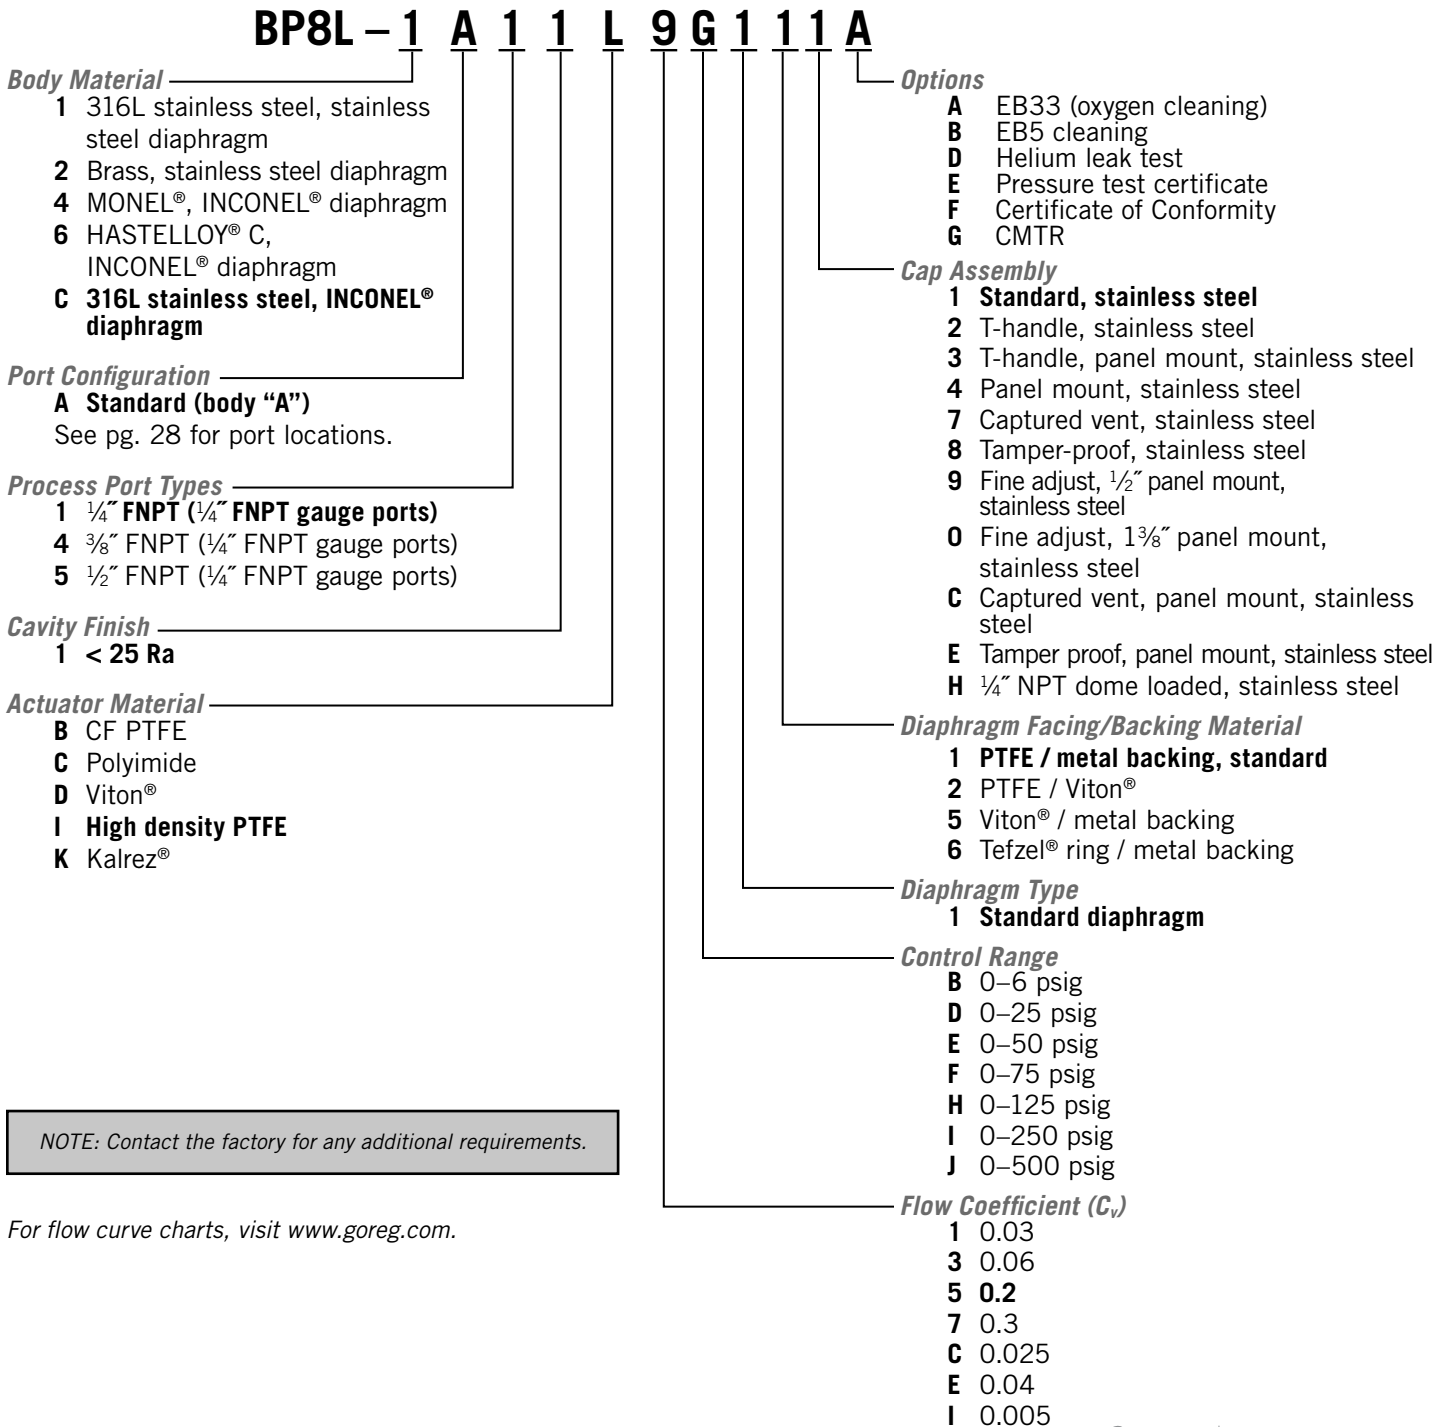 BP8L – 1 A 1 1 L 9 G 1 1 1 A
Body Material
1 316L stainless steel, stainless
steel diaphragm
2 Brass, stainless steel diaphragm
4 MONEL®, INCONEL® diaphragm
6 HASTELLOY® C,
INCONEL® diaphragm
C 316L stainless steel, INCONEL®
diaphragm
Port Configuration
A Standard (body “A”)
See pg. 28 for port locations.
Process Port Types
1 ¼˝ FNPT (¼˝ FNPT gauge ports)
4 ⅜˝ FNPT (¼˝ FNPT gauge ports)
5 ½˝ FNPT (¼˝ FNPT gauge ports)
Cavity Finish
1 < 25 Ra
Actuator Material
B CF PTFE
C Polyimide
D Viton®
I High density PTFE
K Kalrez®
NOTE: Contact the factory for any additional requirements.
For flow curve charts, visit www.goreg.com.
Options
A EB33 (oxygen cleaning)
B EB5 cleaning
D Helium leak test
E Pressure test certificate
F Certificate of Conformity
G CMTR
Cap Assembly
1 Standard, stainless steel
2 T-handle, stainless steel
3 T-handle, panel mount, stainless steel
4 Panel mount, stainless steel
7 Captured vent, stainless steel
8 Tamper-proof, stainless steel
9 Fine adjust, ½˝ panel mount,
stainless steel
0 Fine adjust, 1⅜˝ panel mount,
stainless steel
C Captured vent, panel mount, stainless
steel
E Tamper proof, panel mount, stainless steel
H ¼˝ NPT dome loaded, stainless steel
Diaphragm Facing/Backing Material
1 PTFE / metal backing, standard
2 PTFE / Viton®
5 Viton® / metal backing
6 Tefzel® ring / metal backing
Diaphragm Type
1 Standard diaphragm
Control Range
B 0–6 psig
D 0–25 psig
E 0–50 psig
F 0–75 psig
H 0–125 psig
I 0–250 psig
J 0–500 psig
Flow Coefficient (Cv)
1 0.03
3 0.06
5 0.2
7 0.3
C 0.025
E 0.04
I 0.005